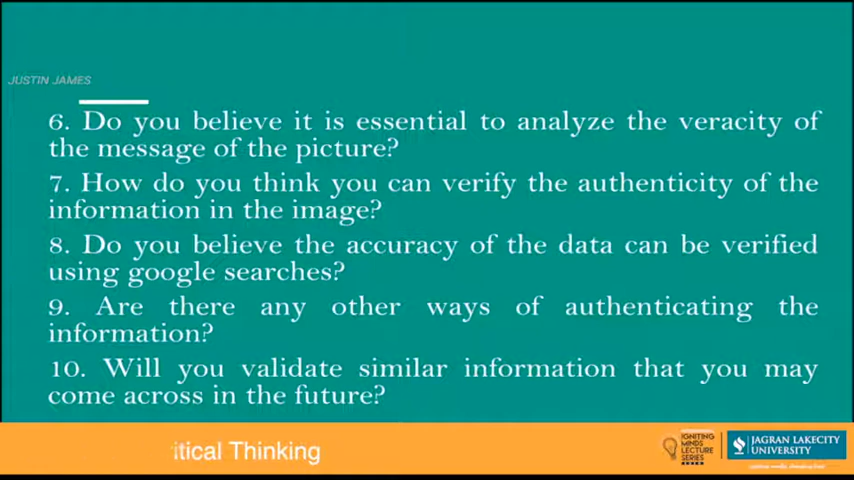 JUSTIN JAMES
6. Do you believe it is essential to analyze the veracity of
the message of the picture?
7. How do you think you can verify the authenticity of the
information in the image?
8. Do you believe the accuracy of the data can be verified
using google searches?
9. Are there any other ways of authenticating the
information?
10. Will you validate similar information that you may
come across in the future?
itical Thinking
IGNITING
MINDS
LECTURE
SERIES
JAGRAN LAKECITY
UNIVERSITY